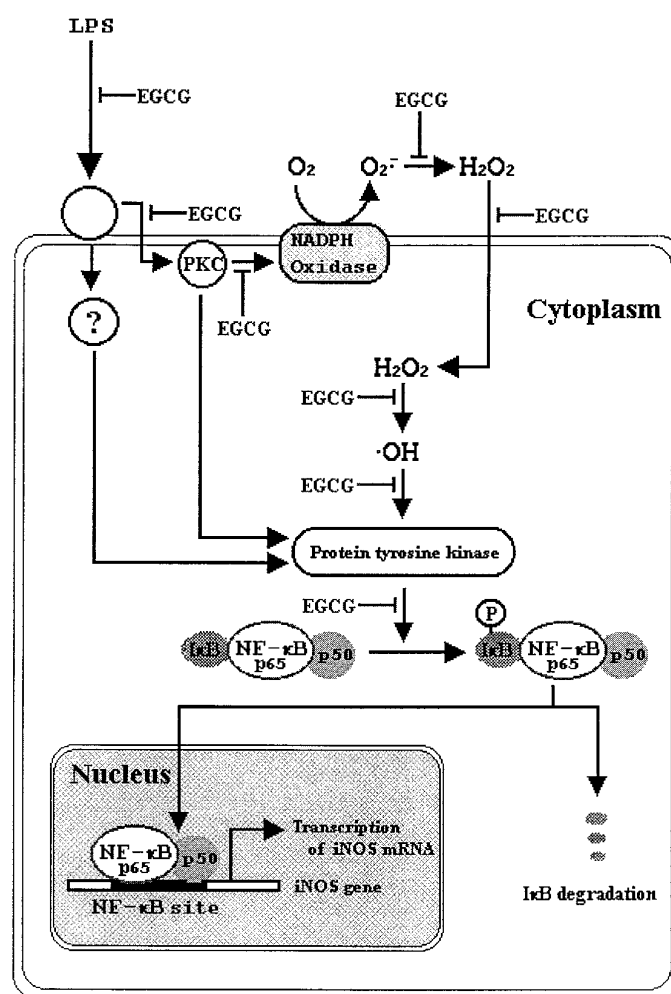 LPS
EGCG
EGCG
O₂
O₂·⁻
H₂O₂
EGCG
EGCG
NADPH
Oxidase
PKC
EGCG
?
Cytoplasm
H₂O₂
EGCG
·OH
EGCG
Protein tyrosine kinase
EGCG
P
IκB
NF-κB
p65
p50
IκB
NF-κB
p65
p50
Nucleus
NF-κB
p65
p50
Transcription
of iNOS mRNA
iNOS gene
NF-κB site
IκB degradation